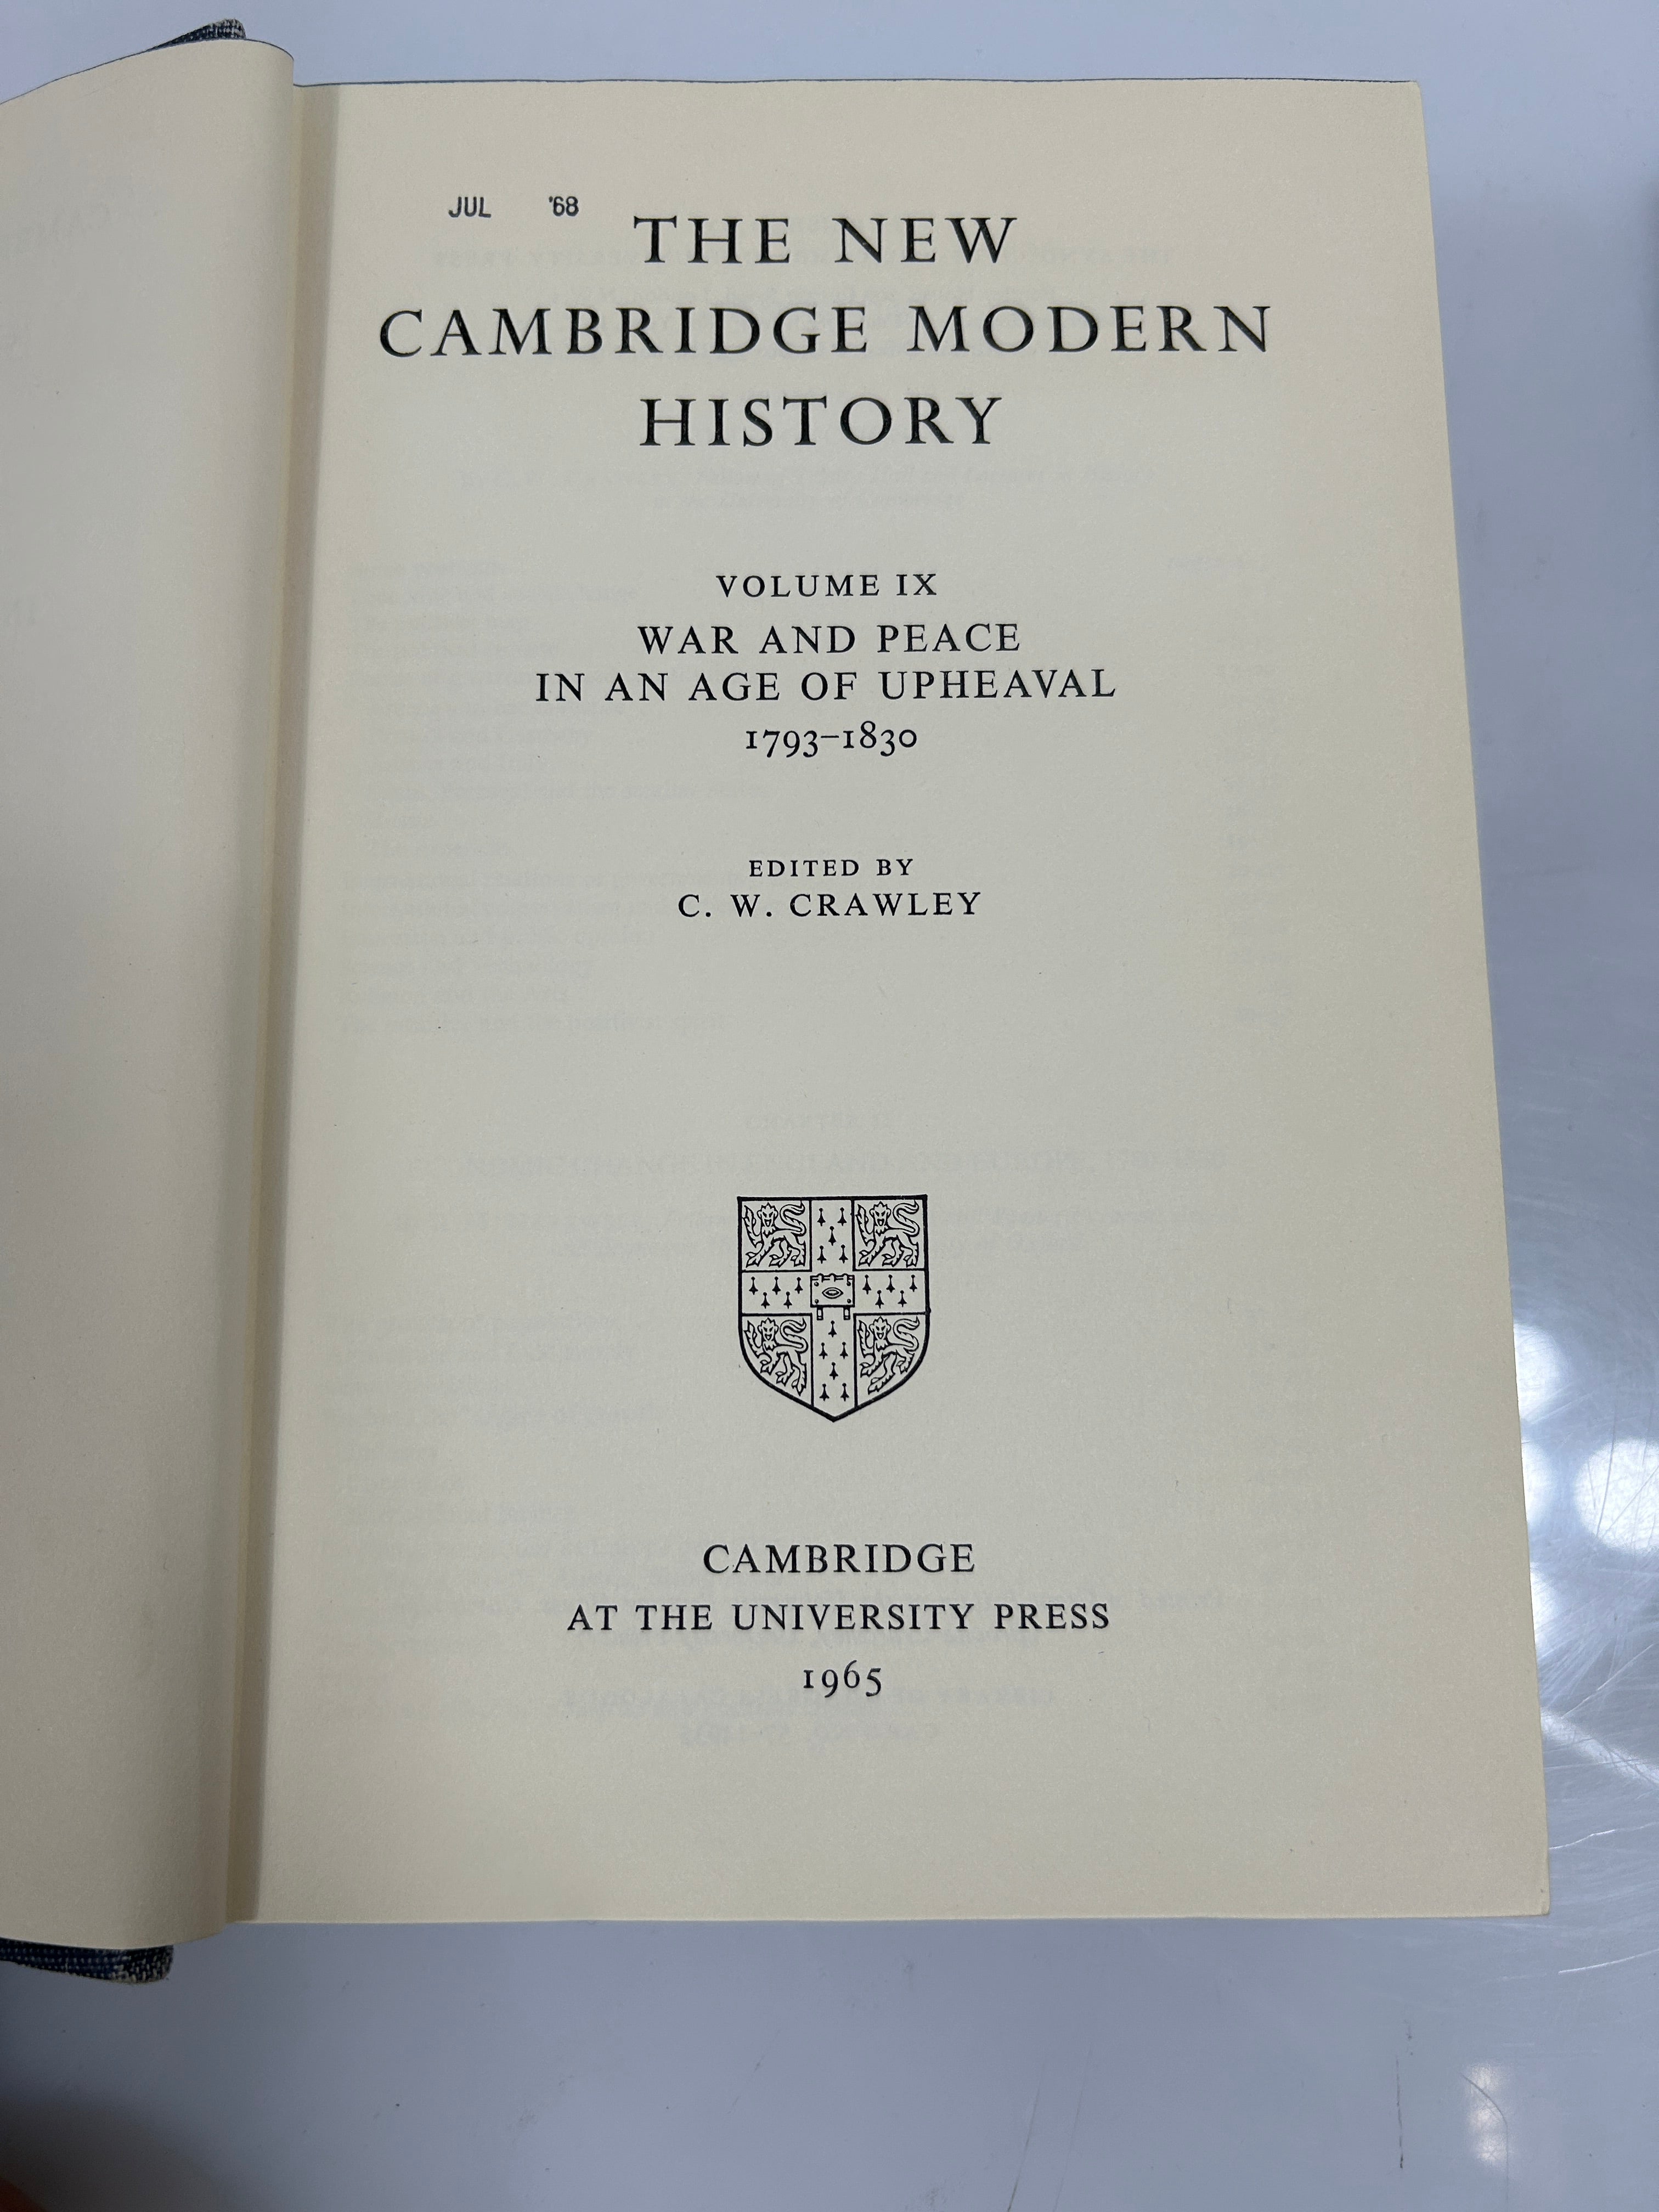 JUL '68
THE NEW
CAMBRIDGE MODERN
HISTORY
VOLUME IX
WAR AND PEACE
IN AN AGE OF UPHEAVAL
1793–1830
EDITED BY
C. W. CRAWLEY
CAMBRIDGE
AT THE UNIVERSITY PRESS
1965